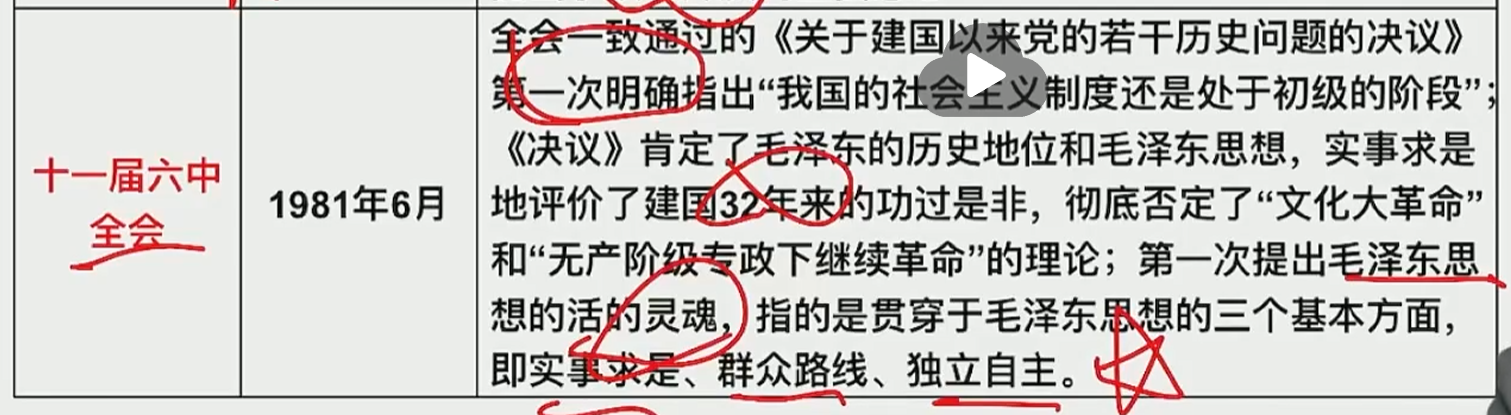 十一届六中
全会
1981年6月
全会一致通过的《关于建国以来党的若干历史问题的决议》
第一次明确指出“我国的社会主义制度还是处于初级的阶段”；
《决议》肯定了毛泽东的历史地位和毛泽东思想，实事求是
地评价了建国32年来的功过是非，彻底否定了“文化大革命”
和“无产阶级专政下继续革命”的理论；第一次提出毛泽东思
想的活的灵魂，指的是贯穿于毛泽东思想的三个基本方面，
即实事求是、群众路线、独立自主。